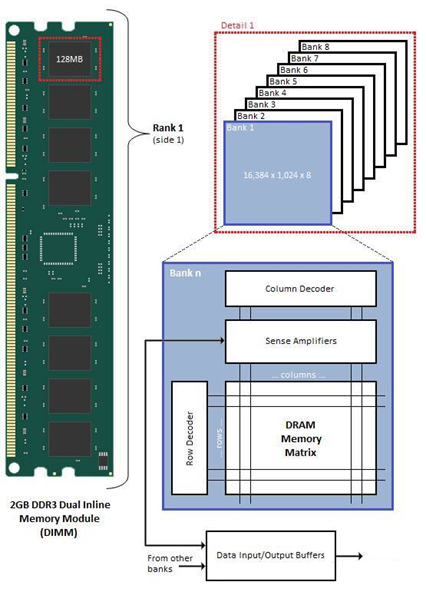 128MB
Rank 1
(side 1)
2GB DDR3 Dual Inline
Memory Module
(DIMM)
Detail 1
Bank 8
Bank 7
Bank 6
Bank 5
Bank 4
Bank 3
Bank 2
Bank 1
16,384 x 1,024 x 8
Bank n
Column Decoder
Sense Amplifiers
... columns ...
Row Decoder
... rows ...
DRAM
Memory
Matrix
From other
banks
Data Input/Output Buffers